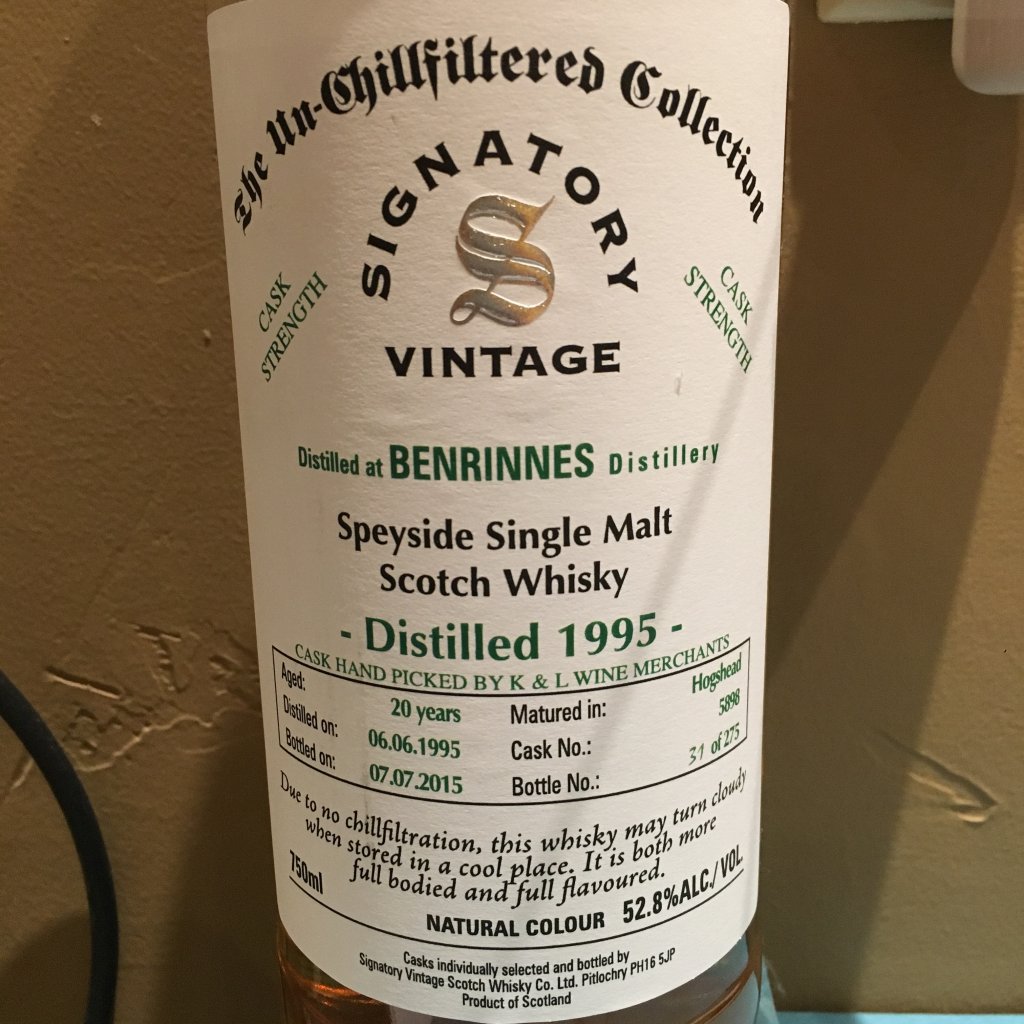 The Un-Chillfiltered Collection
SIGNATORY
S
VINTAGE
CASK
STRENGTH
CASK
STRENGTH
Distilled at BENRINNES Distillery
Speyside Single Malt
Scotch Whisky
- Distilled 1995 -
CASK HAND PICKED BY K & L WINE MERCHANTS
Aged: 20 years Matured in: Hogshead
Distilled on: 06.06.1995 Cask No.: 5898
Bottled on: 07.07.2015 Bottle No.: 31 of 275
Due to no chillfiltration, this whisky may turn cloudy
when stored in a cool place. It is both more
full bodied and full flavoured.
750ml NATURAL COLOUR 52.8%ALC./VOL.
Casks individually selected and bottled by
Signatory Vintage Scotch Whisky Co. Ltd. Pitlochry PH16 5JP
Product of Scotland